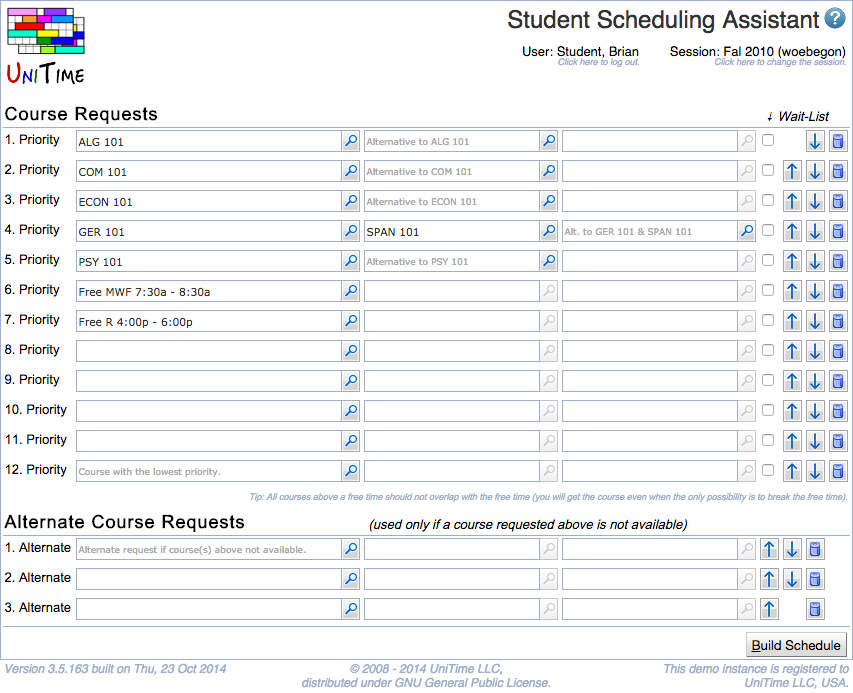 Student Scheduling Assistant ?
UniTime
User: Student, Brian Session: Fal 2010 (woebegon)
Click here to log out. Click here to change the session.
Course Requests ↓ Wait-List
1. Priority ALG 101 Alternative to ALG 101
2. Priority COM 101 Alternative to COM 101
3. Priority ECON 101 Alternative to ECON 101
4. Priority GER 101 SPAN 101 Alt. to GER 101 & SPAN 101
5. Priority PSY 101 Alternative to PSY 101
6. Priority Free MWF 7:30a - 8:30a
7. Priority Free R 4:00p - 6:00p
8. Priority
9. Priority
10. Priority
11. Priority
12. Priority Course with the lowest priority.
Tip: All courses above a free time should not overlap with the free time (you will get the course even when the only possibility is to break the free time).
Alternate Course Requests (used only if a course requested above is not available)
1. Alternate Alternate request if course(s) above not available.
2. Alternate
3. Alternate
Build Schedule
Version 3.5.163 built on Thu, 23 Oct 2014 © 2008 - 2014 UniTime LLC, This demo instance is registered to
distributed under GNU General Public License. UniTime LLC, USA.